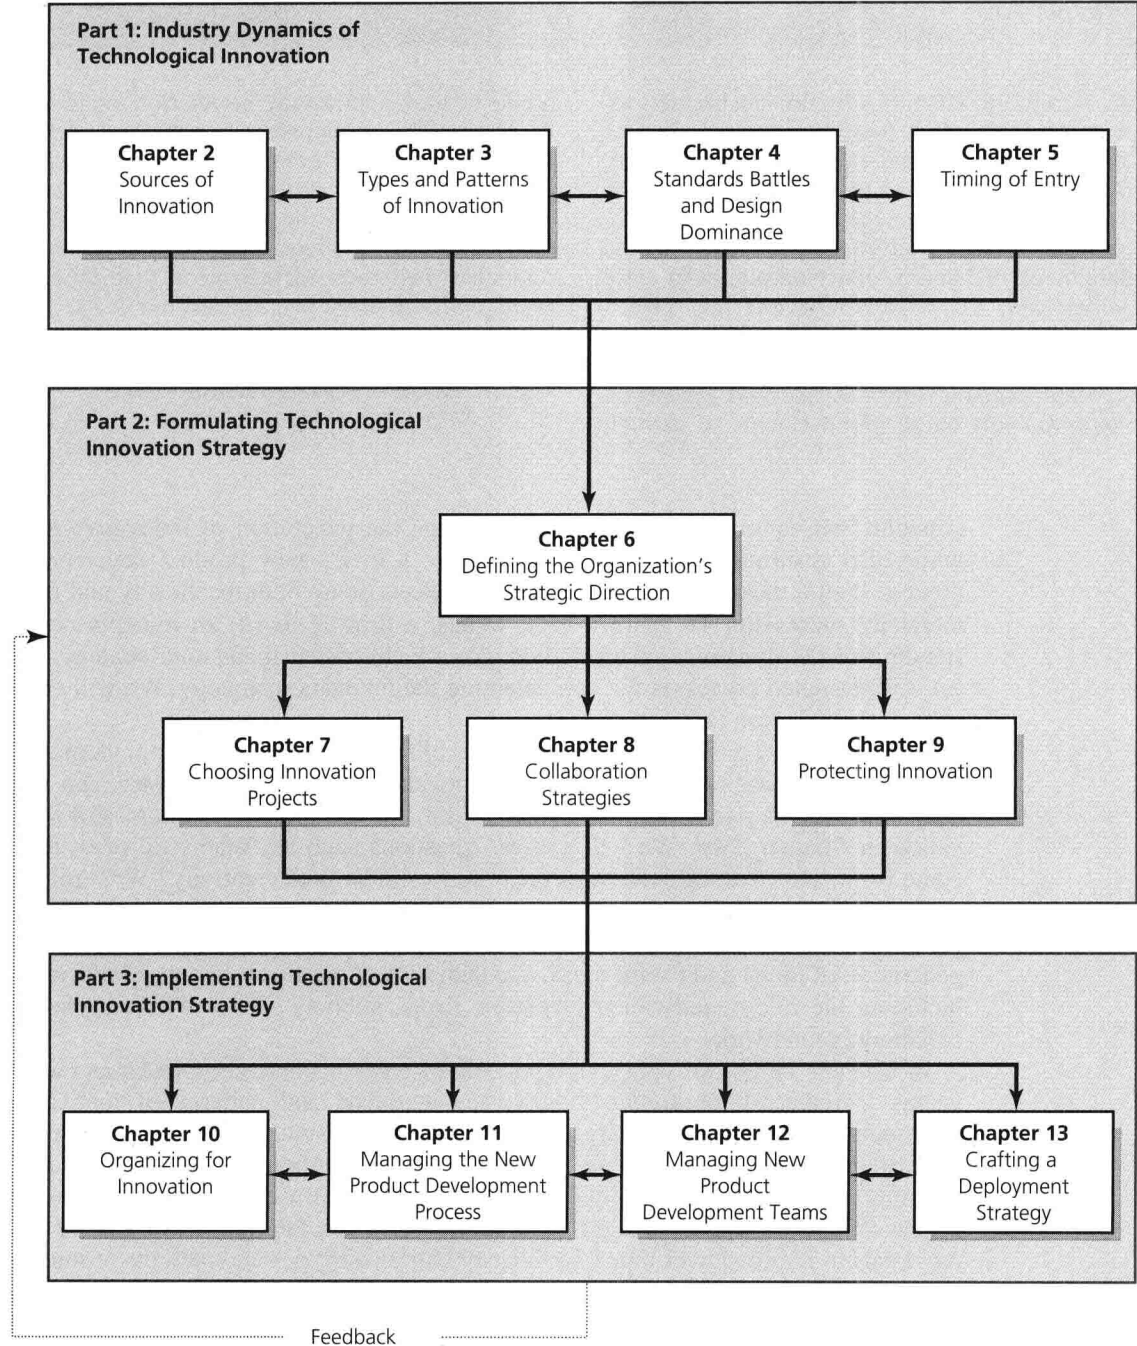 Part 1: Industry Dynamics of
Technological Innovation
Chapter 2
Sources of
Innovation
Chapter 3
Types and Patterns
of Innovation
Chapter 4
Standards Battles
and Design
Dominance
Chapter 5
Timing of Entry
Part 2: Formulating Technological
Innovation Strategy
Chapter 6
Defining the Organization’s
Strategic Direction
Chapter 7
Choosing Innovation
Projects
Chapter 8
Collaboration
Strategies
Chapter 9
Protecting Innovation
Part 3: Implementing Technological
Innovation Strategy
Chapter 10
Organizing for
Innovation
Chapter 11
Managing the New
Product Development
Process
Chapter 12
Managing New
Product
Development Teams
Chapter 13
Crafting a
Deployment
Strategy
Feedback